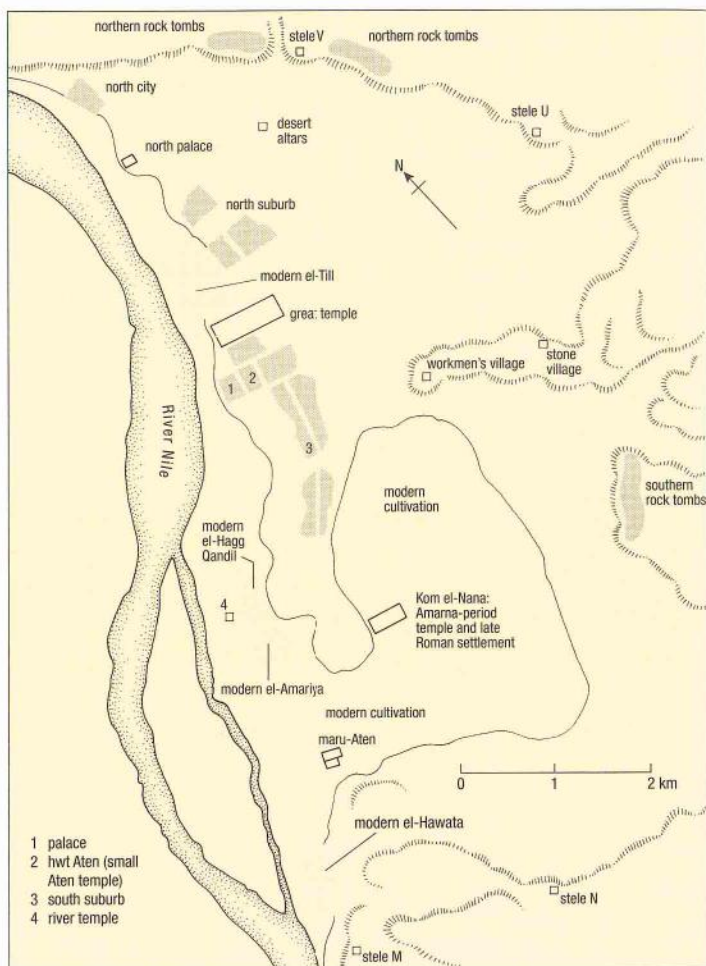 northern rock tombs
stele V
northern rock tombs
north city
desert
altars
stele U
north palace
N
north suburb
modern el-Till
grea: temple
workmen's village
stone
village
1
2
3
River Nile
modern
cultivation
southern
rock tombs
modern
el-Hagg
Qandil
4
Kom el-Nana:
Amarna-period
temple and late
Roman settlement
modern el-Amariya
modern cultivation
maru-Aten
0 1 2 km
modern el-Hawata
1 palace
2 hwt Aten (small
Aten temple)
3 south suburb
4 river temple
stele N
stele M